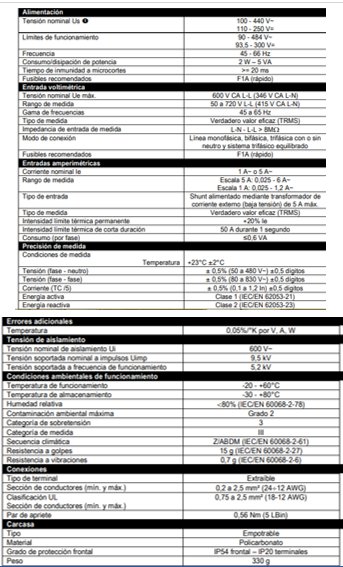 Alimentación
Tensión nominal Us ❶ 100 - 440 V~
110 - 250 V=
Límites de funcionamiento 90 - 484 V~
93,5 - 300 V=
Frecuencia 45 - 66 Hz
Consumo/disipación de potencia 2 W – 5 VA
Tiempo de inmunidad a microcortes >= 20 ms
Fusibles recomendados F1A (rápido)
Entrada voltimétrica
Tensión nominal Ue máx. 600 V CA L-L (346 V CA L-N)
Rango de medida 50 a 720 V L-L (415 V CA L-N)
Gama de frecuencias 45 a 65 Hz
Tipo de medida Verdadero valor eficaz (TRMS)
Impedancia de entrada de medida L-N - L-L > 8MΩ
Modo de conexión Línea monofásica, bifásica, trifásica con o sin
neutro y sistema trifásico equilibrado
Fusibles recomendados F1A (rápido)
Entradas amperimétricas
Corriente nominal Ie 1 A~ o 5 A~
Rango de medida Escala 5 A: 0,025 - 6 A~
Escala 1 A: 0,025 - 1,2 A~
Tipo de entrada Shunt alimentado mediante transformador de
corriente externo (baja tensión) de 5 A máx.
Tipo de medida Verdadero valor eficaz (TRMS)
Intensidad límite térmica permanente +20% Ie
Intensidad límite térmica de corta duración 50 A durante 1 segundo
Consumo (por fase) ≤0,6 VA
Precisión de medida
Condiciones de medida
Temperatura +23°C ±2°C
Tensión (fase - neutro) ± 0,5% (50 a 480 V~) ±0,5 dígitos
Tensión (fase - fase) ± 0,5% (80 a 830 V~) ±0,5 dígitos
Corriente (TC /5) ± 0,5% (0,1 a 1,2 In) ±0,5 dígitos
Energía activa Clase 1 (IEC/EN 62053-21)
Energía reactiva Clase 2 (IEC/EN 62053-23)
Errores adicionales
Temperatura 0,05%/°K por V, A, W
Tensión de aislamiento
Tensión nominal de aislamiento Ui 600 V~
Tensión soportada nominal a impulsos Uimp 9,5 kV
Tensión soportada a frecuencia de funcionamiento 5,2 kV
Condiciones ambientales de funcionamiento
Temperatura de funcionamiento -20 - +60°C
Temperatura de almacenamiento -30 - +80°C
Humedad relativa <80% (IEC/EN 60068-2-78)
Contaminación ambiental máxima Grado 2
Categoría de sobretensión 3
Categoría de medida III
Secuencia climática Z/ABDM (IEC/EN 60068-2-61)
Resistencia a golpes 15 g (IEC/EN 60068-2-27)
Resistencia a vibraciones 0,7 g (IEC/EN 60068-2-6)
Conexiones
Tipo de terminal Extraíble
Sección de conductores (mín. y máx.) 0,2 a 2,5 mm² (24÷12 AWG)
Clasificación UL 0,75 a 2,5 mm² (18-12 AWG)
Sección de conductores (mín. y máx.)
Par de apriete 0,56 Nm (5 LBin)
Carcasa
Tipo Empotrable
Material Policarbonato
Grado de protección frontal IP54 frontal – IP20 terminales
Peso 330 g